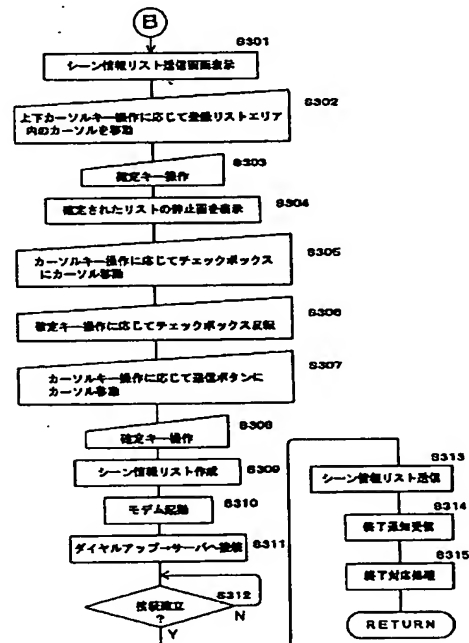 B
S301
シーン情報リスト送信画面表示
S302
上下カーソルキー操作に応じて登録リストエリア
内のカーソルを移動
S303
確定キー操作
S304
確定されたリストの静止画を表示
S305
カーソルキー操作に応じてチェックボックス
にカーソル移動
S306
確定キー操作に応じてチェックボックス反転
S307
カーソルキー操作に応じて送信ボタンに
カーソル移動
S308
確定キー操作
S309
シーン情報リスト作成
S310
モデム起動
S311
ダイヤルアップ→サーバへ接続
S312
接続確立
?
N
Y
S313
シーン情報リスト送信
S314
終了通知受信
S315
終了対応処理
RETURN